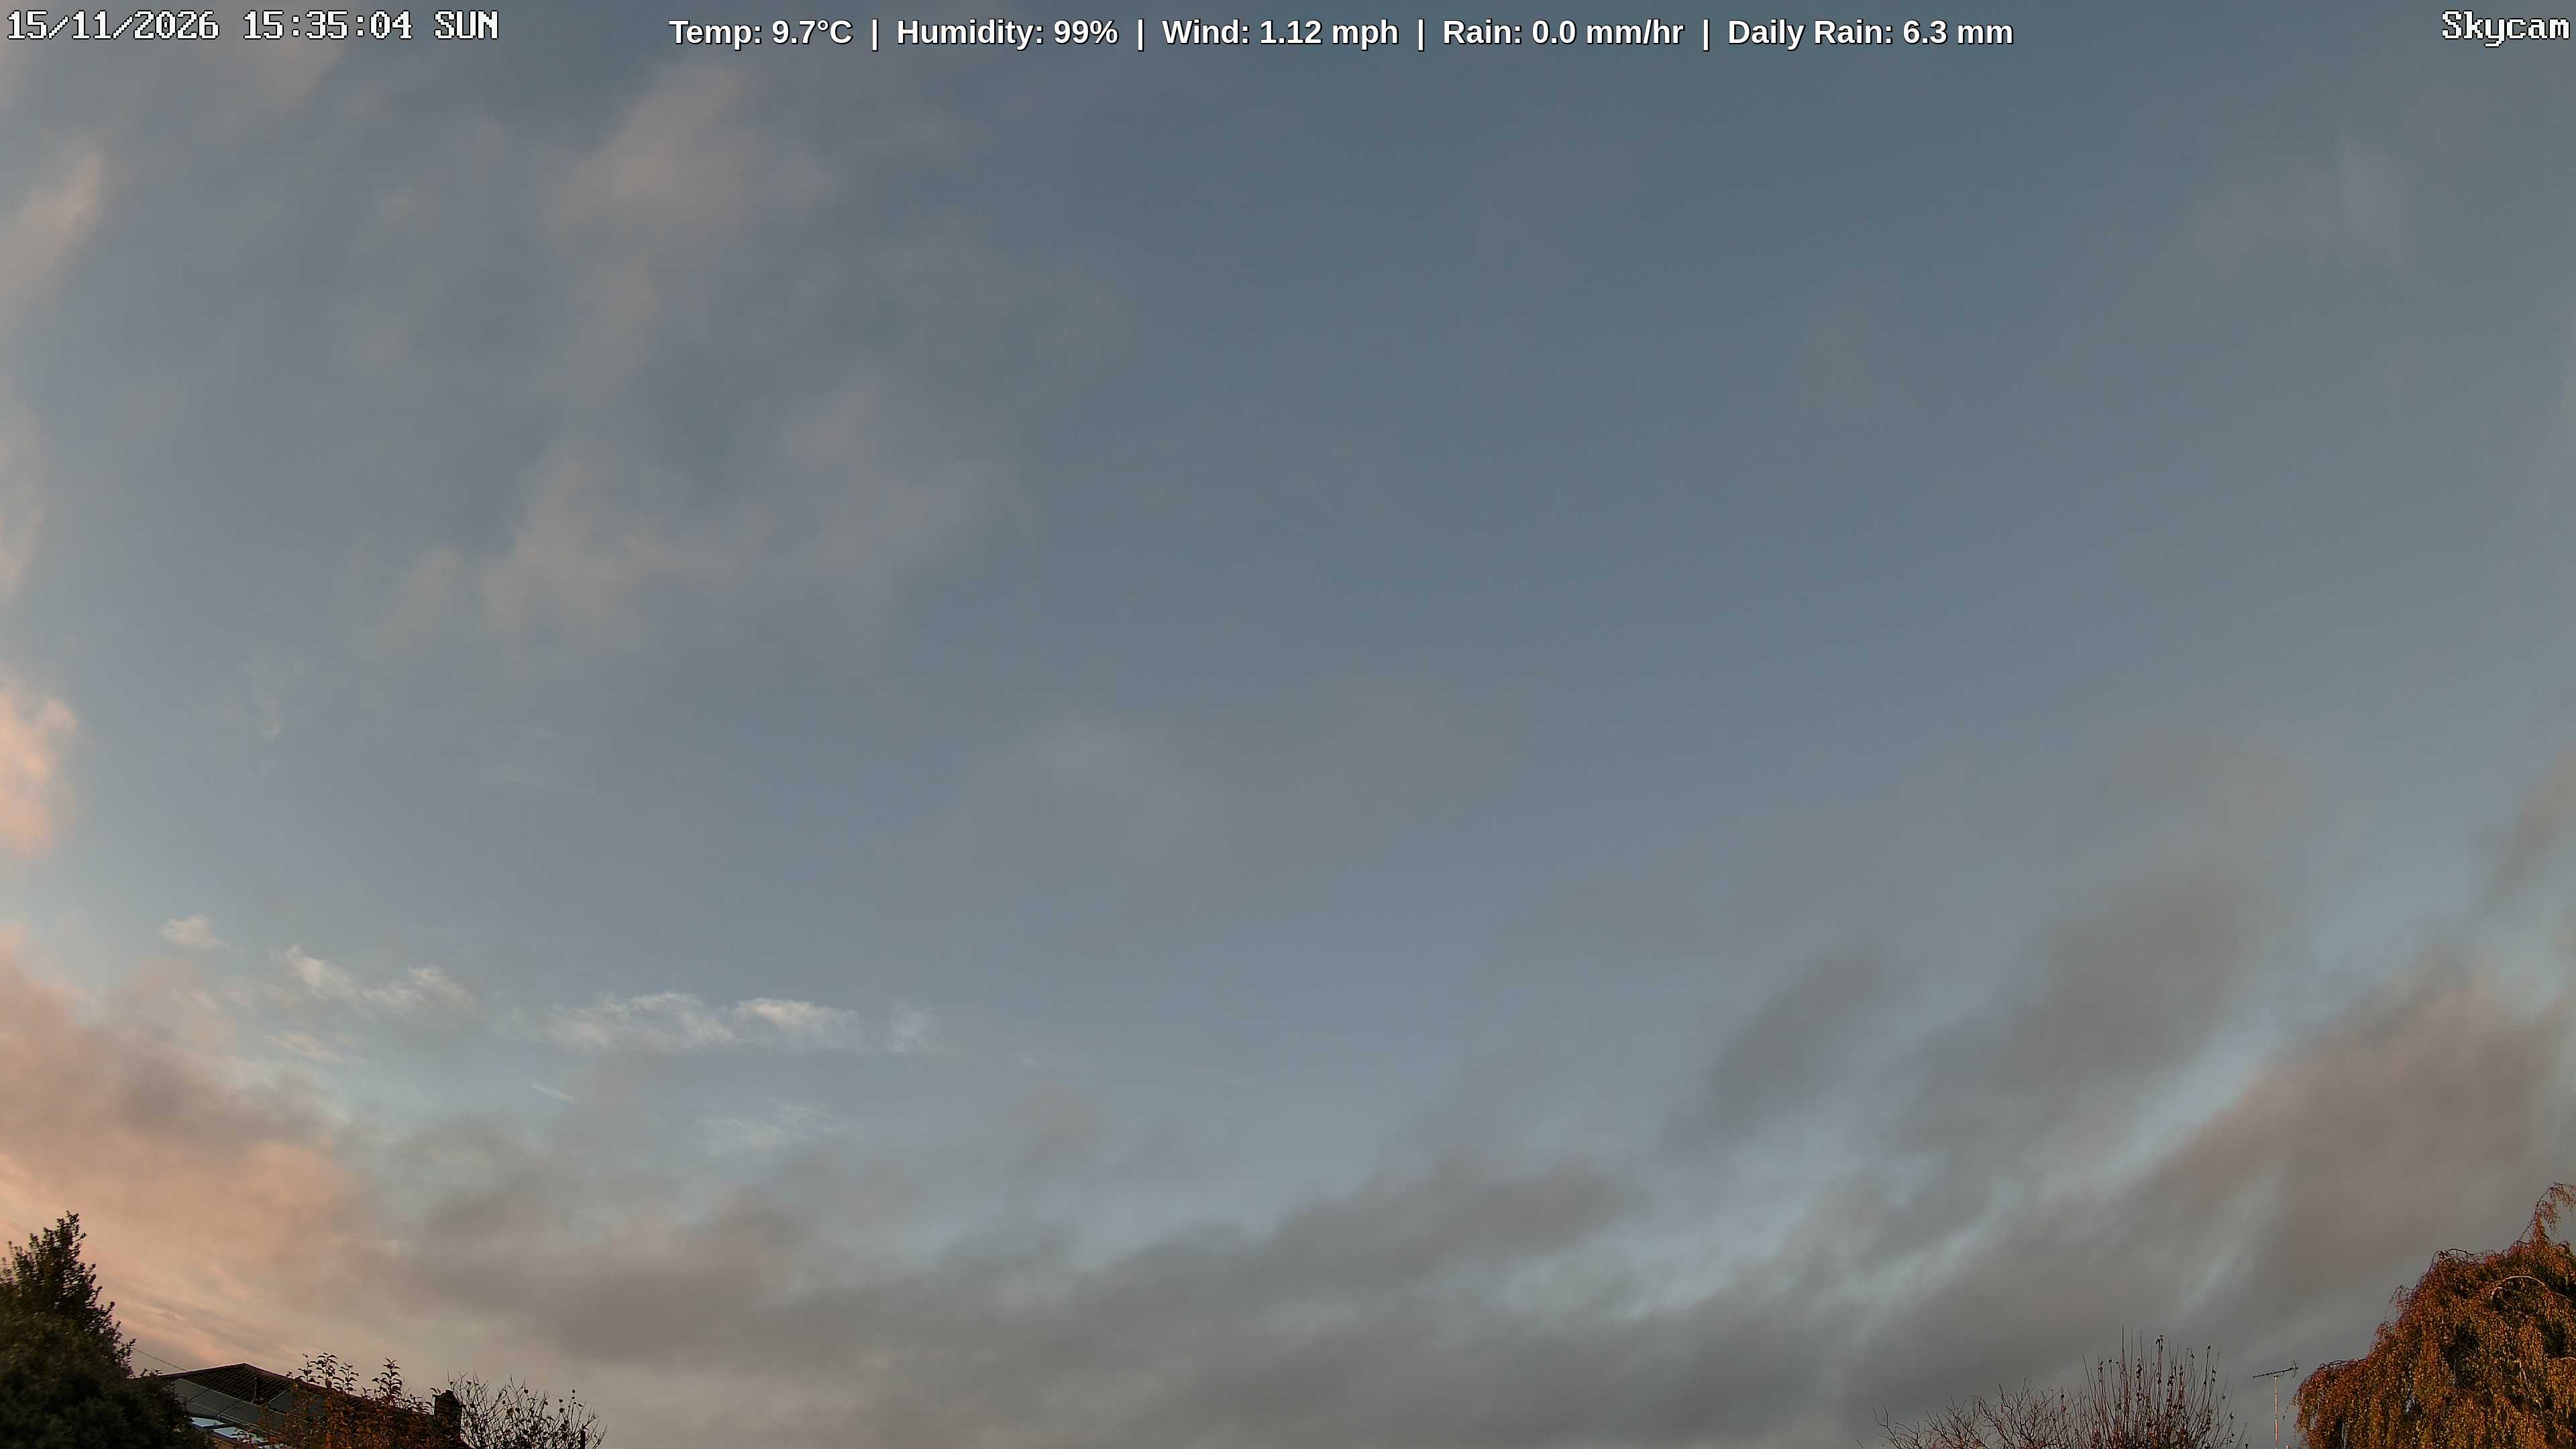 15/11/2026 15:35:04 SUN
Temp: 9.7°C | Humidity: 99% | Wind: 1.12 mph | Rain: 0.0 mm/hr | Daily Rain: 6.3 mm
Skycam